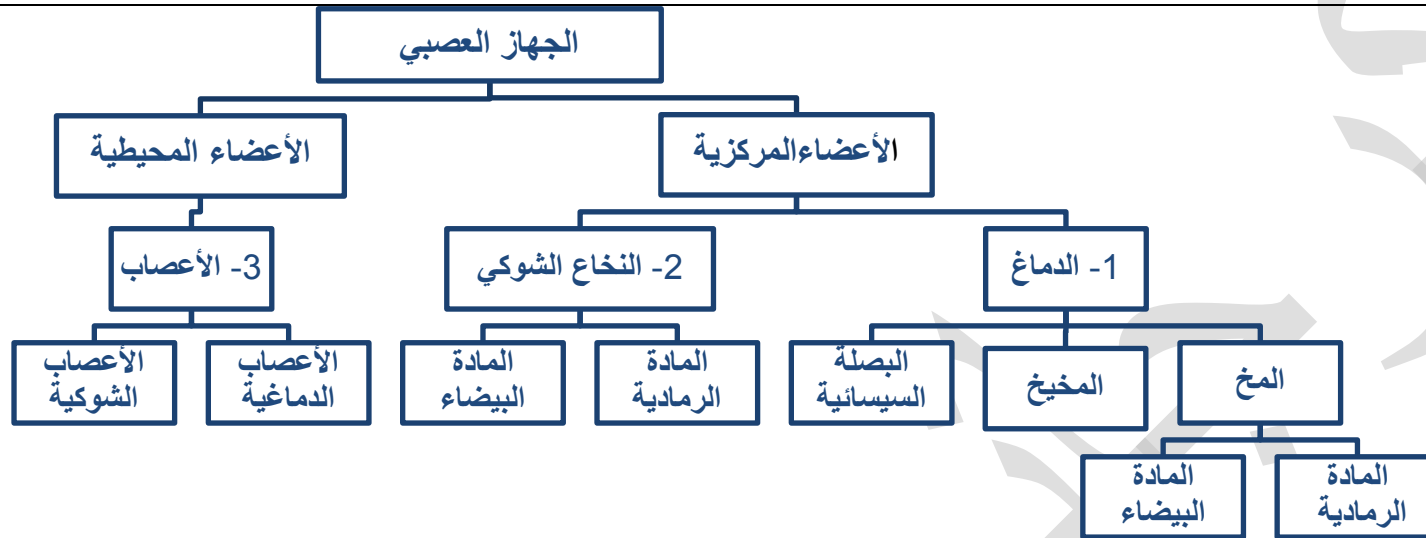 الجهاز العصبي
الأعضاءالمركزية
الأعضاء المحيطية
1- الدماغ
2- النخاع الشوكي
3- الأعصاب
المخ
المخيخ
البصلة
السيسائية
المادة
الرمادية
المادة
البيضاء
الأعصاب
الدماغية
الأعصاب
الشوكية
المادة
الرمادية
المادة
البيضاء